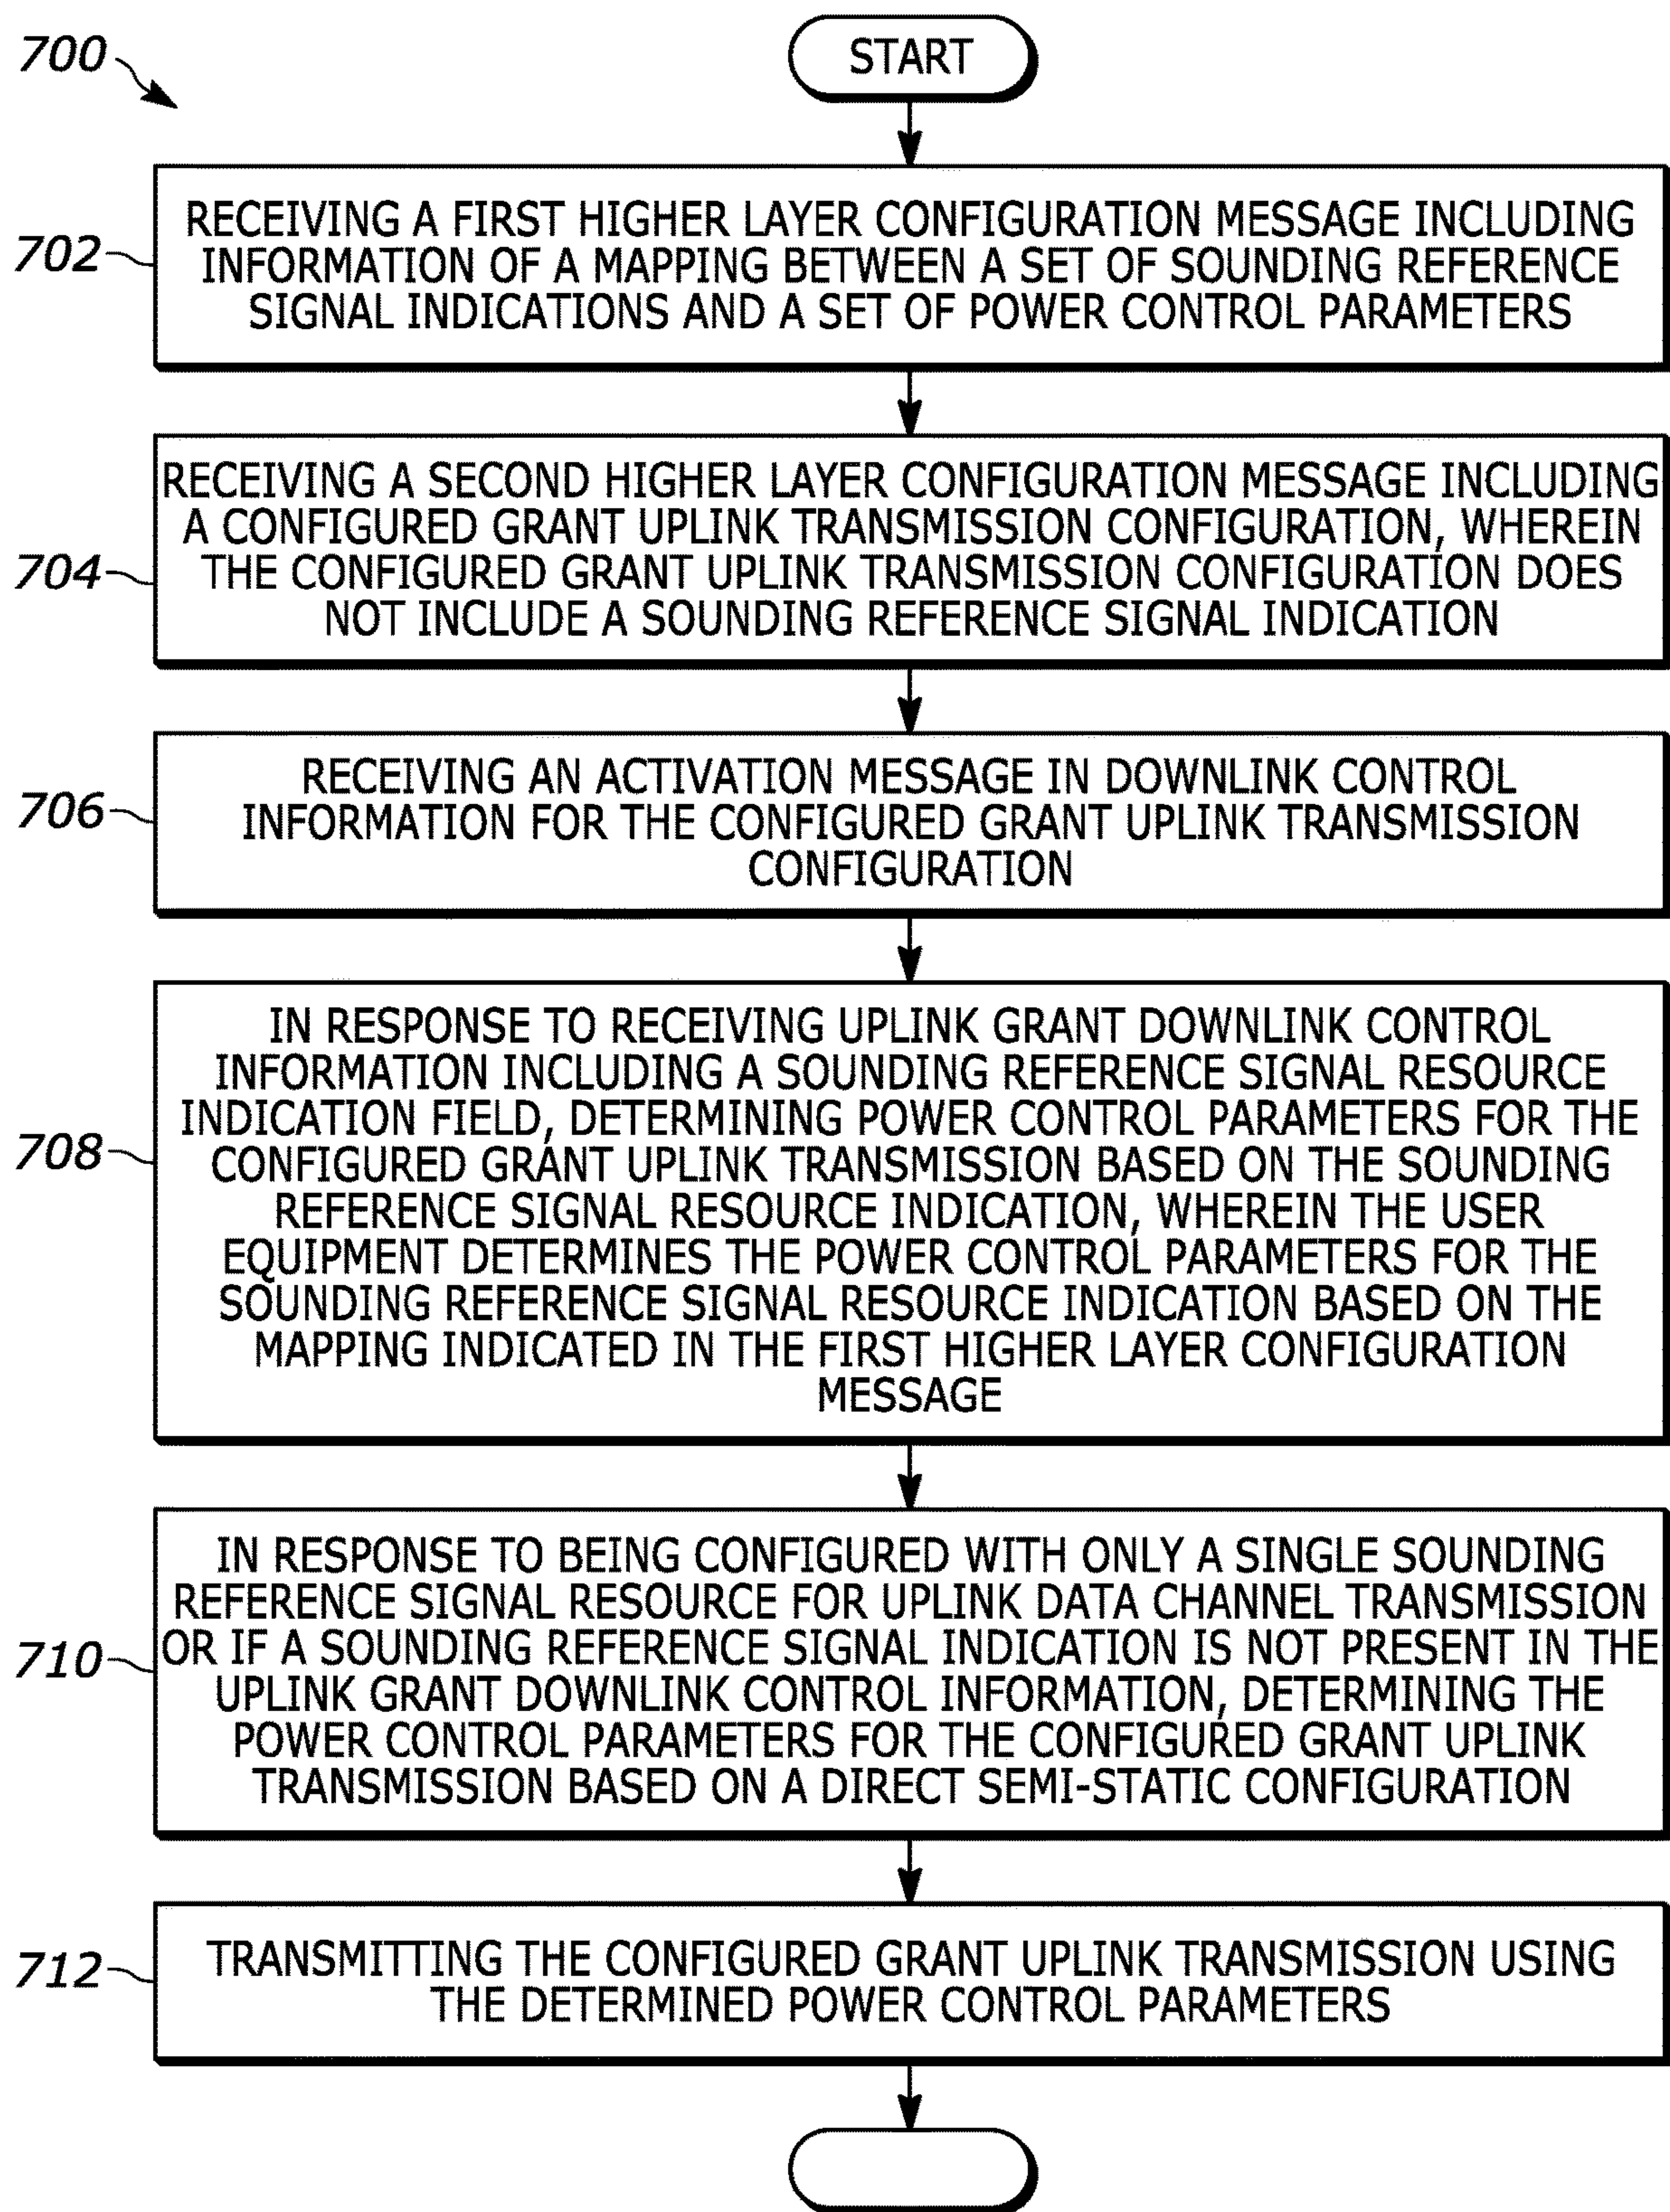 700
START
702
RECEIVING A FIRST HIGHER LAYER CONFIGURATION MESSAGE INCLUDING
INFORMATION OF A MAPPING BETWEEN A SET OF SOUNDING REFERENCE
SIGNAL INDICATIONS AND A SET OF POWER CONTROL PARAMETERS
704
RECEIVING A SECOND HIGHER LAYER CONFIGURATION MESSAGE INCLUDING
A CONFIGURED GRANT UPLINK TRANSMISSION CONFIGURATION, WHEREIN
THE CONFIGURED GRANT UPLINK TRANSMISSION CONFIGURATION DOES
NOT INCLUDE A SOUNDING REFERENCE SIGNAL INDICATION
706
RECEIVING AN ACTIVATION MESSAGE IN DOWNLINK CONTROL
INFORMATION FOR THE CONFIGURED GRANT UPLINK TRANSMISSION
CONFIGURATION
708
IN RESPONSE TO RECEIVING UPLINK GRANT DOWNLINK CONTROL
INFORMATION INCLUDING A SOUNDING REFERENCE SIGNAL RESOURCE
INDICATION FIELD, DETERMINING POWER CONTROL PARAMETERS FOR THE
CONFIGURED GRANT UPLINK TRANSMISSION BASED ON THE SOUNDING
REFERENCE SIGNAL RESOURCE INDICATION, WHEREIN THE USER
EQUIPMENT DETERMINES THE POWER CONTROL PARAMETERS FOR THE
SOUNDING REFERENCE SIGNAL RESOURCE INDICATION BASED ON THE
MAPPING INDICATED IN THE FIRST HIGHER LAYER CONFIGURATION
MESSAGE
710
IN RESPONSE TO BEING CONFIGURED WITH ONLY A SINGLE SOUNDING
REFERENCE SIGNAL RESOURCE FOR UPLINK DATA CHANNEL TRANSMISSION
OR IF A SOUNDING REFERENCE SIGNAL INDICATION IS NOT PRESENT IN THE
UPLINK GRANT DOWNLINK CONTROL INFORMATION, DETERMINING THE
POWER CONTROL PARAMETERS FOR THE CONFIGURED GRANT UPLINK
TRANSMISSION BASED ON A DIRECT SEMI-STATIC CONFIGURATION
712
TRANSMITTING THE CONFIGURED GRANT UPLINK TRANSMISSION USING
THE DETERMINED POWER CONTROL PARAMETERS